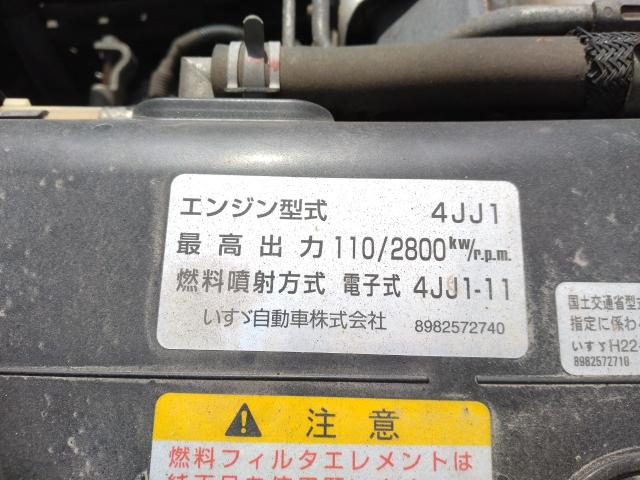 エンジン型式 4JJ1
最高出力 110/2800 kw/r.p.m.
燃料噴射方式 電子式 4JJ1-11
いすゞ自動車株式会社 8982572740
国土交通省型式
指定に係わ
いすゞH22-
8982572710
注意
燃料フィルタエレメントは